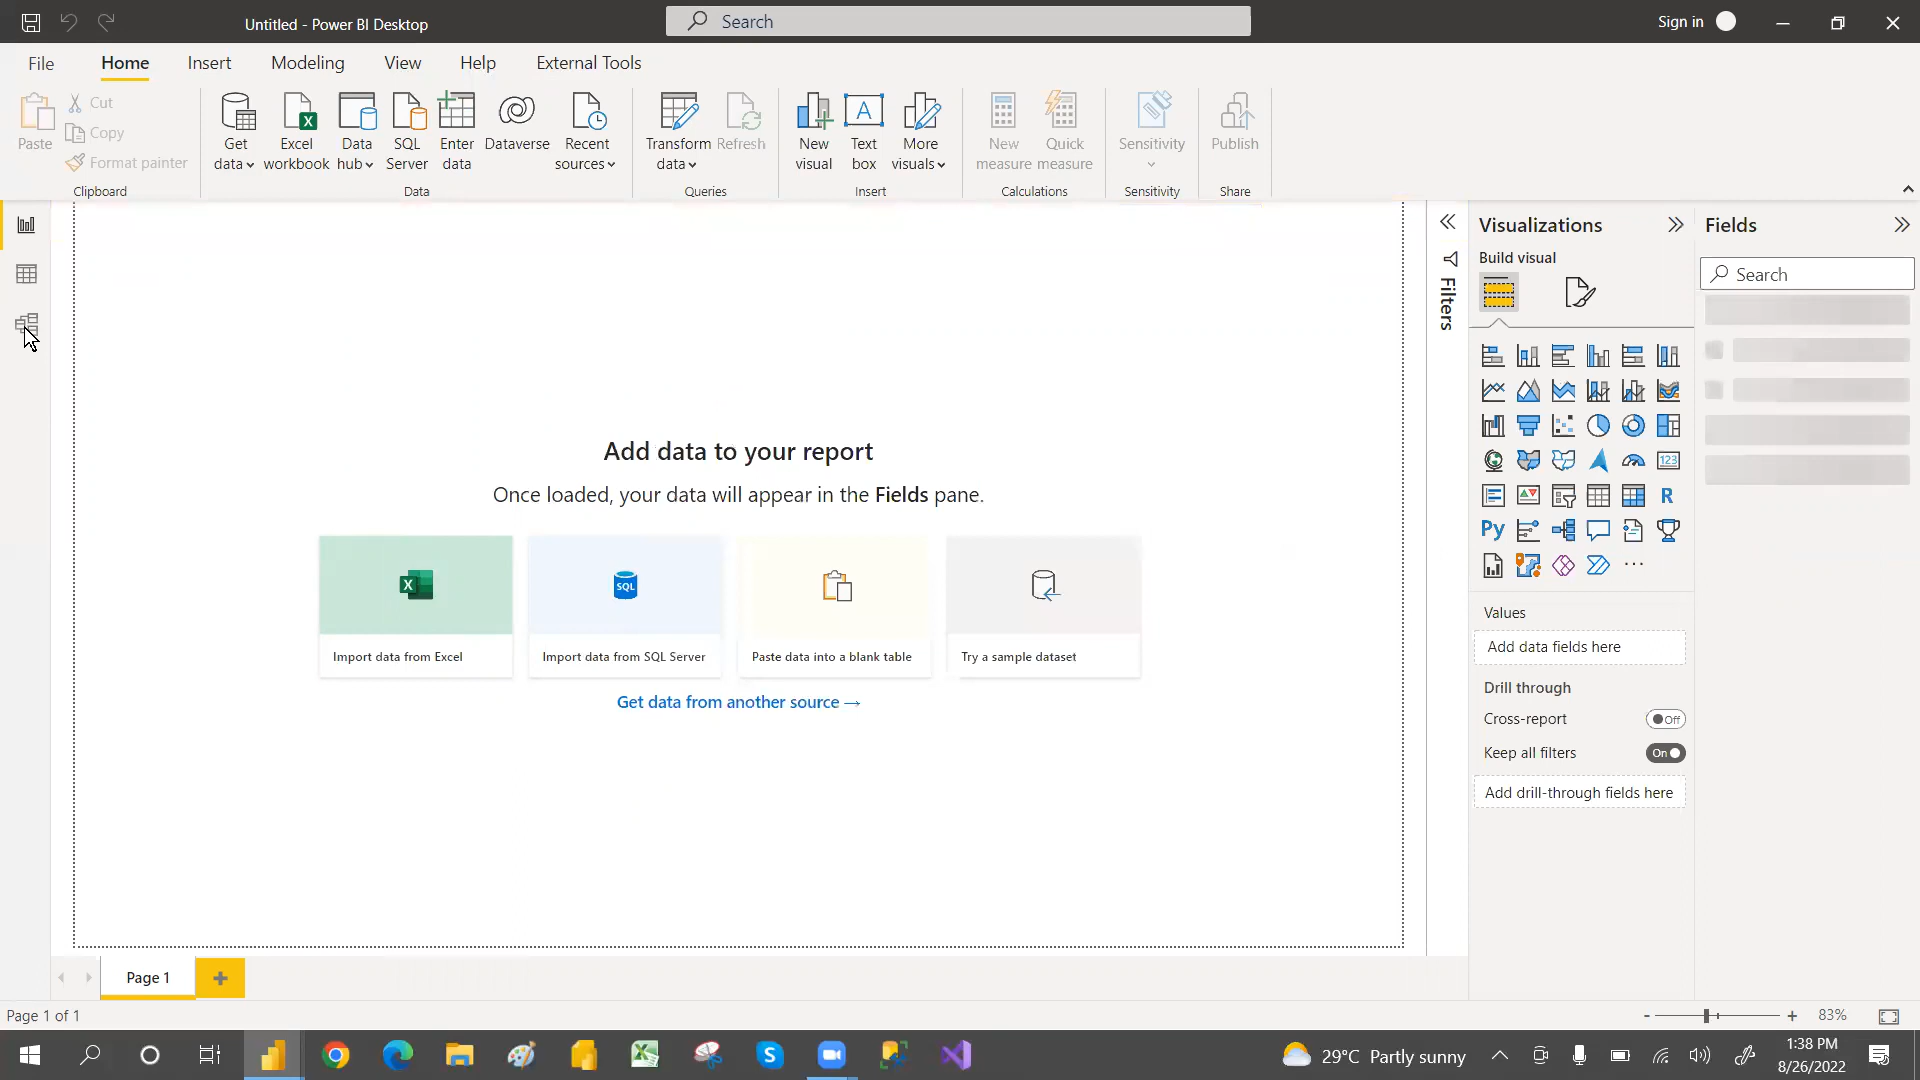 Untitled - Power BI Desktop
Search
Sign in
File
Home
Insert
Modeling
View
Help
External Tools
Paste
Cut
Copy
Format painter
Clipboard
Get data
Excel workbook
Data hub
SQL Server
Enter data
Dataverse
Recent sources
Data
Transform data
Refresh
Queries
New visual
Text box
More visuals
Insert
New measure
Quick measure
Calculations
Sensitivity
Sensitivity
Publish
Share
Add data to your report
Once loaded, your data will appear in the Fields pane.
SQL
Import data from Excel
Import data from SQL Server
Paste data into a blank table
Try a sample dataset
Get data from another source →
Filters
Visualizations
Build visual
123
R
Py
...
Values
Add data fields here
Drill through
Cross-report
Off
Keep all filters
On
Add drill-through fields here
Fields
Search
Page 1
Page 1 of 1
- + 83%
29°C Partly sunny
1:38 PM
8/26/2022